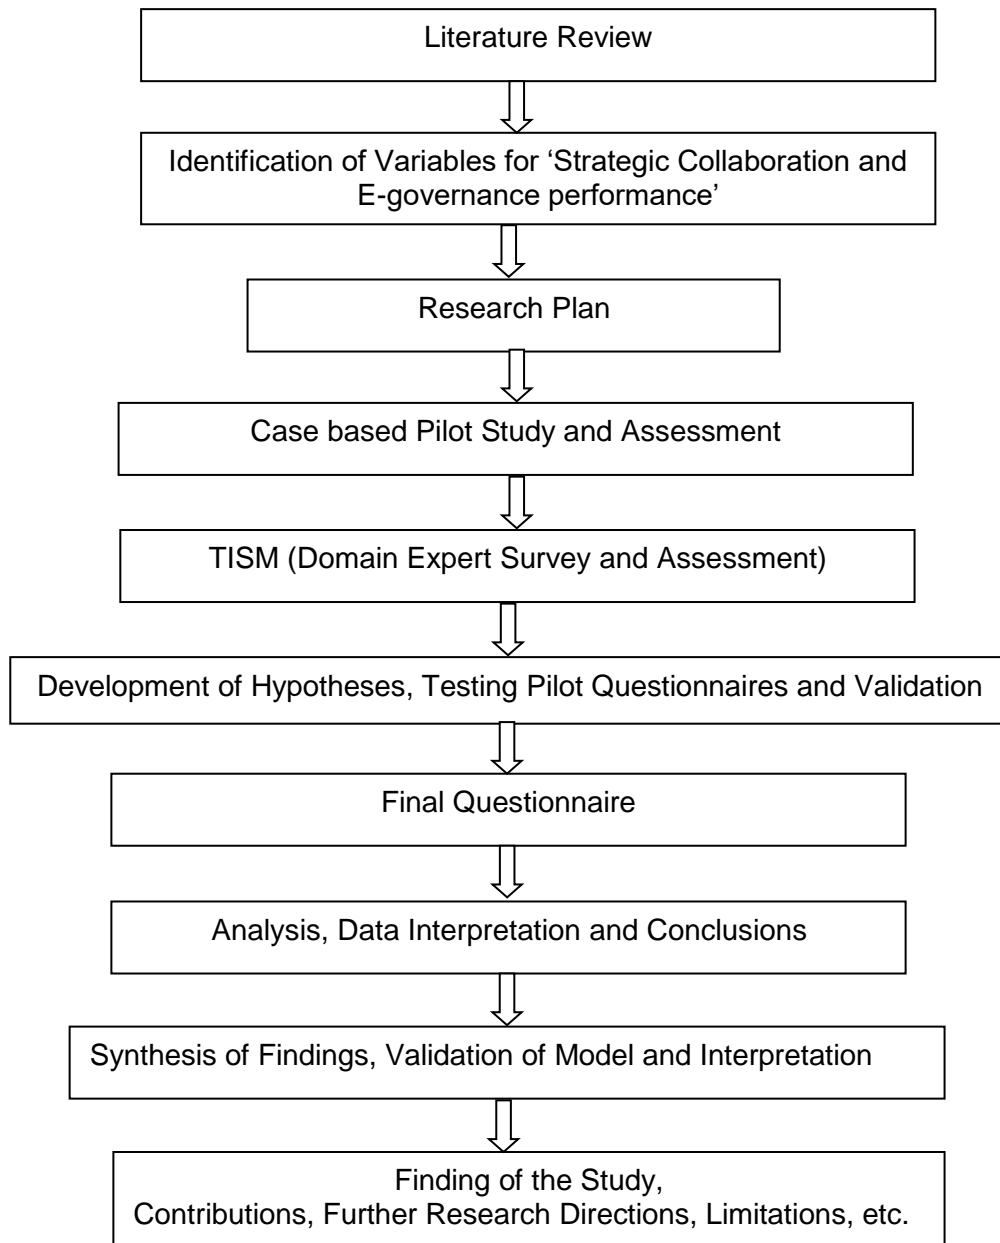 Literature Review
Identification of Variables for ‘Strategic Collaboration and
E-governance performance’
Research Plan
Case based Pilot Study and Assessment
TISM (Domain Expert Survey and Assessment)
Development of Hypotheses, Testing Pilot Questionnaires and Validation
Final Questionnaire
Analysis, Data Interpretation and Conclusions
Synthesis of Findings, Validation of Model and Interpretation
Finding of the Study,
Contributions, Further Research Directions, Limitations, etc.